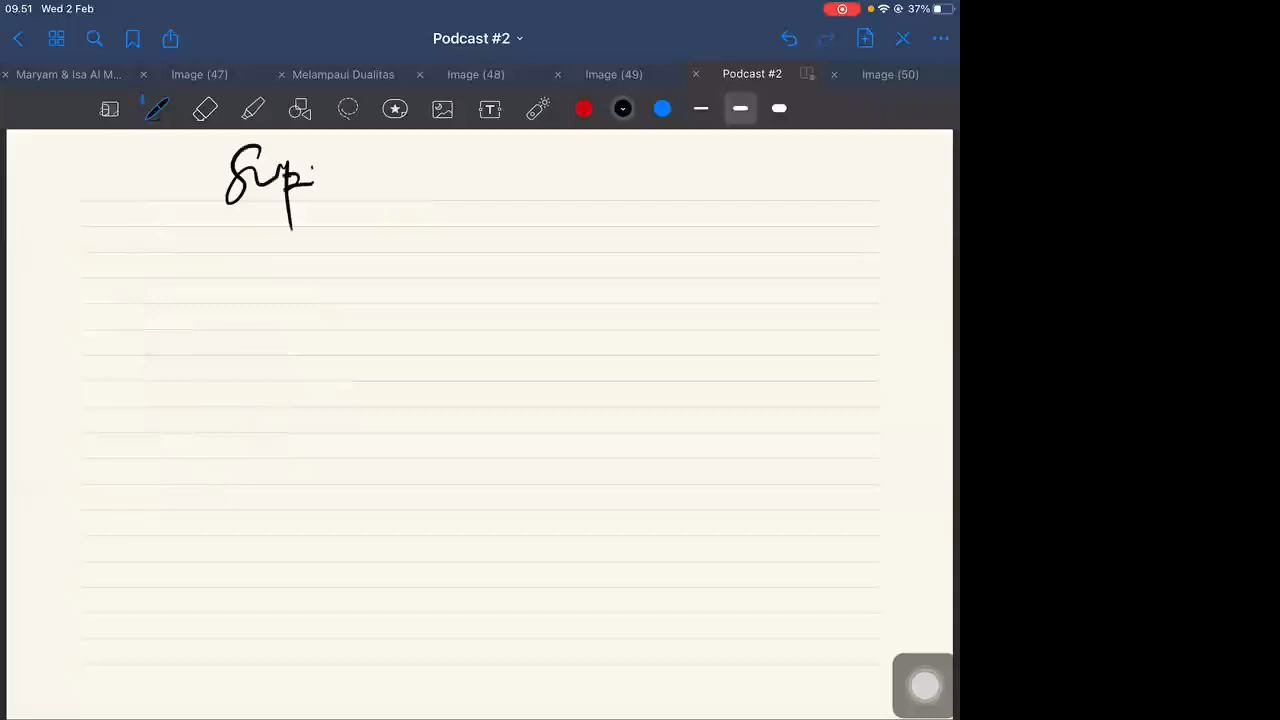 09.51 Wed 2 Feb 37%
Podcast #2
Maryam & Isa Al M... Image (47) Melampaui Dualitas Image (48) Image (49) Podcast #2 Image (50)